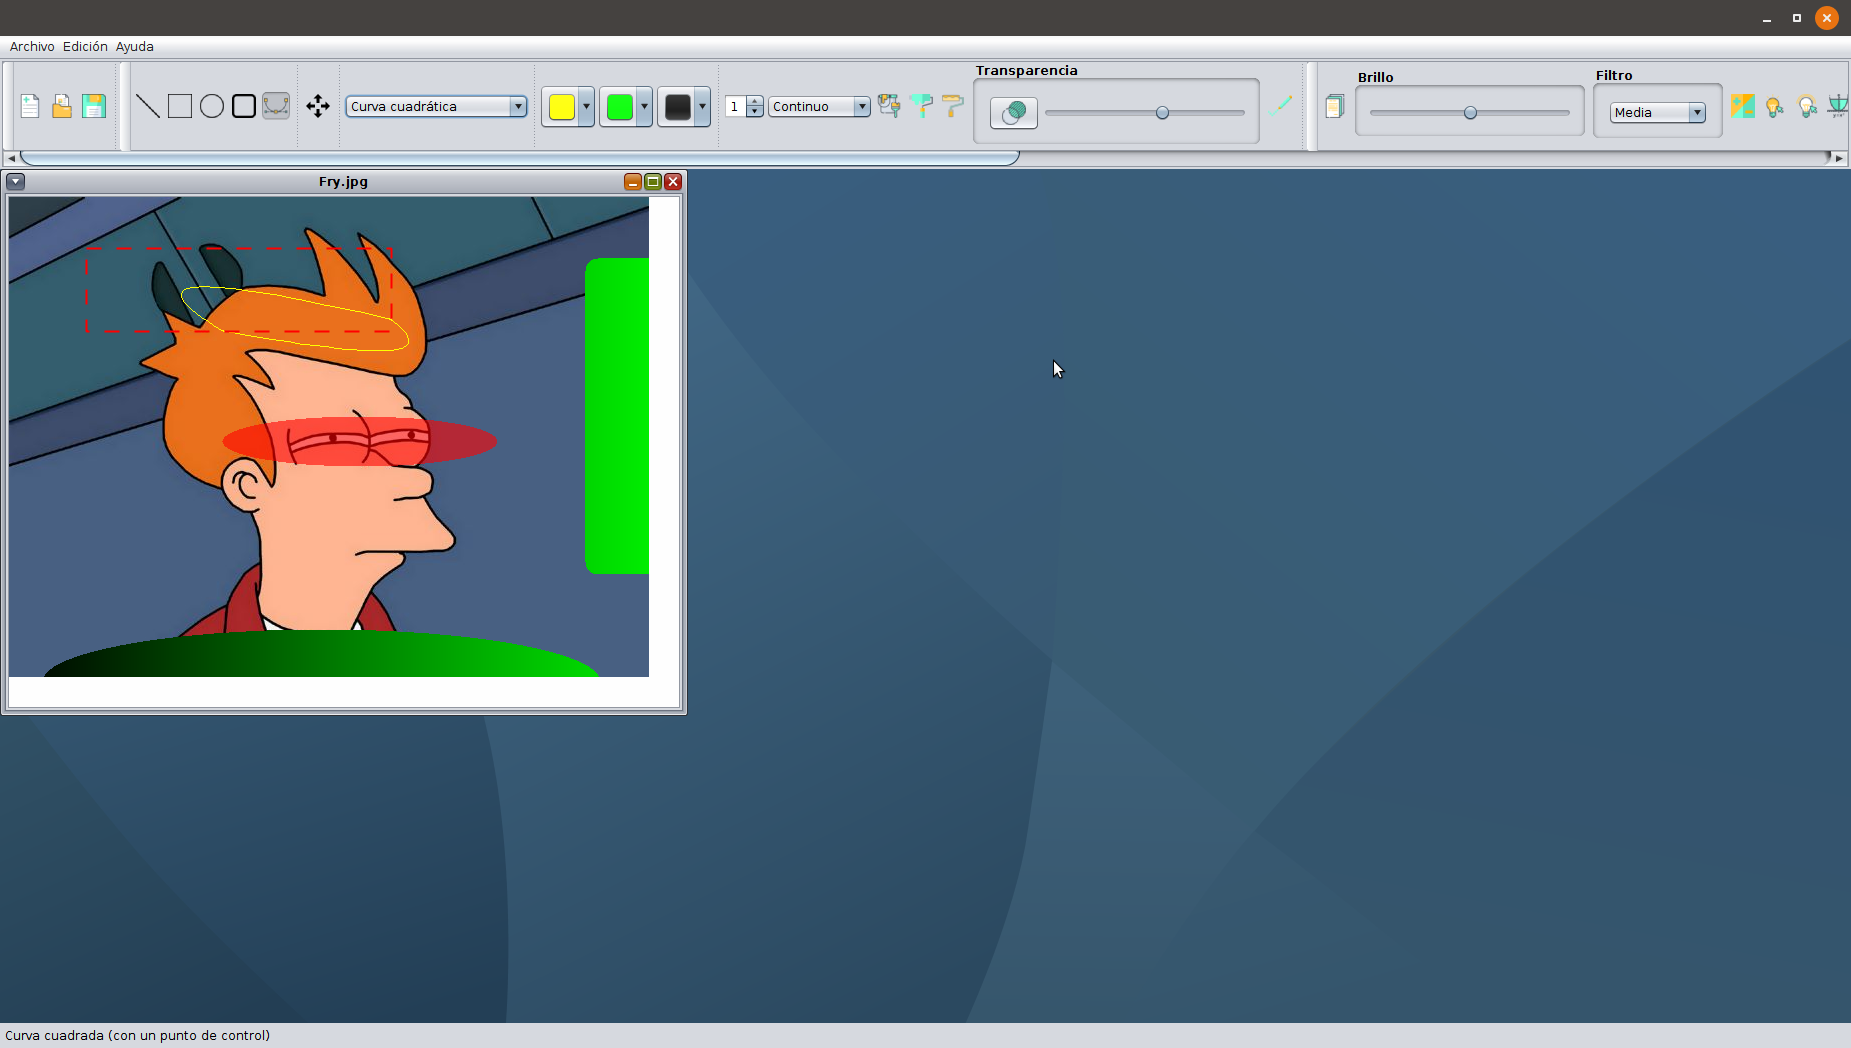 Archivo Edición Ayuda
Transparencia
Brillo
Filtro
Curva cuadrática
1
Continuo
Media
Fry.jpg
Curva cuadrada (con un punto de control)